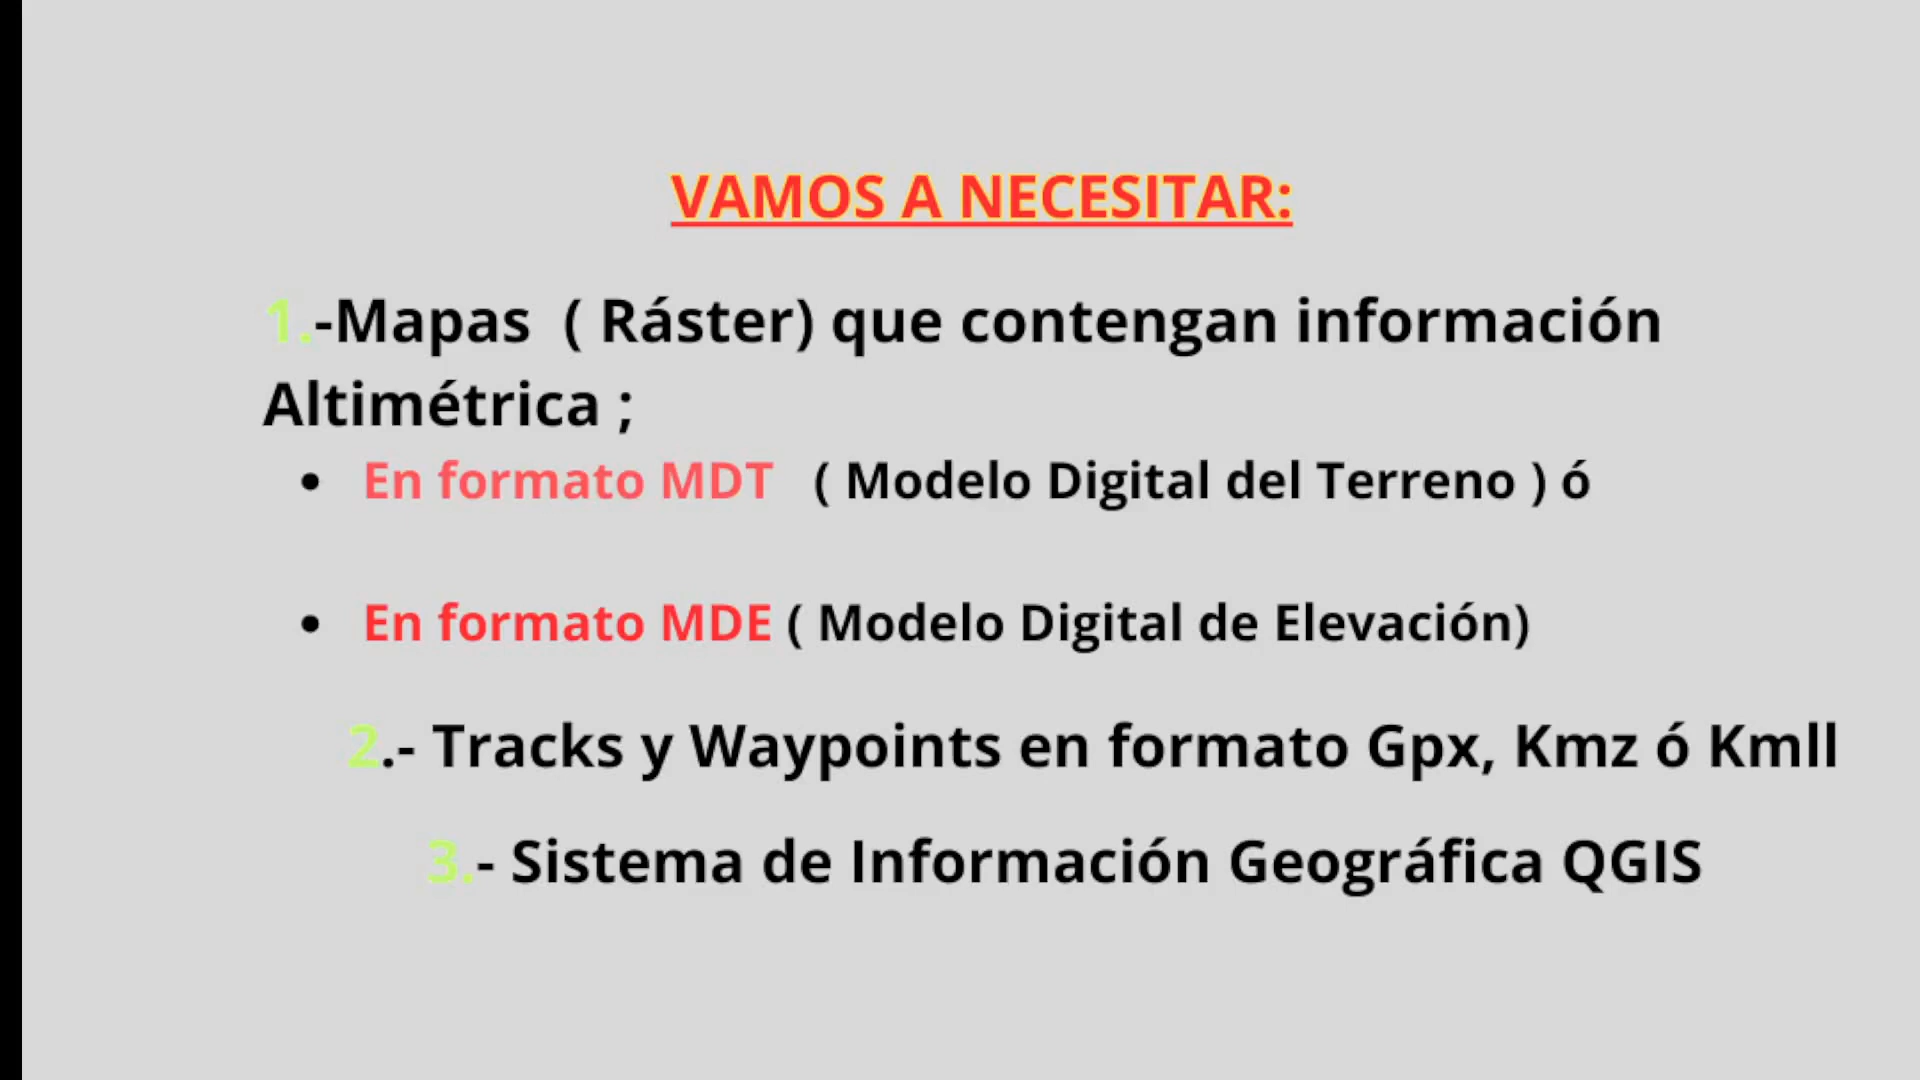 VAMOS A NECESITAR:
1.-Mapas ( Ráster) que contengan información
Altimétrica ;
• En formato MDT ( Modelo Digital del Terreno ) ó
• En formato MDE ( Modelo Digital de Elevación)
2.- Tracks y Waypoints en formato Gpx, Kmz ó Kmll
3.- Sistema de Información Geográfica QGIS